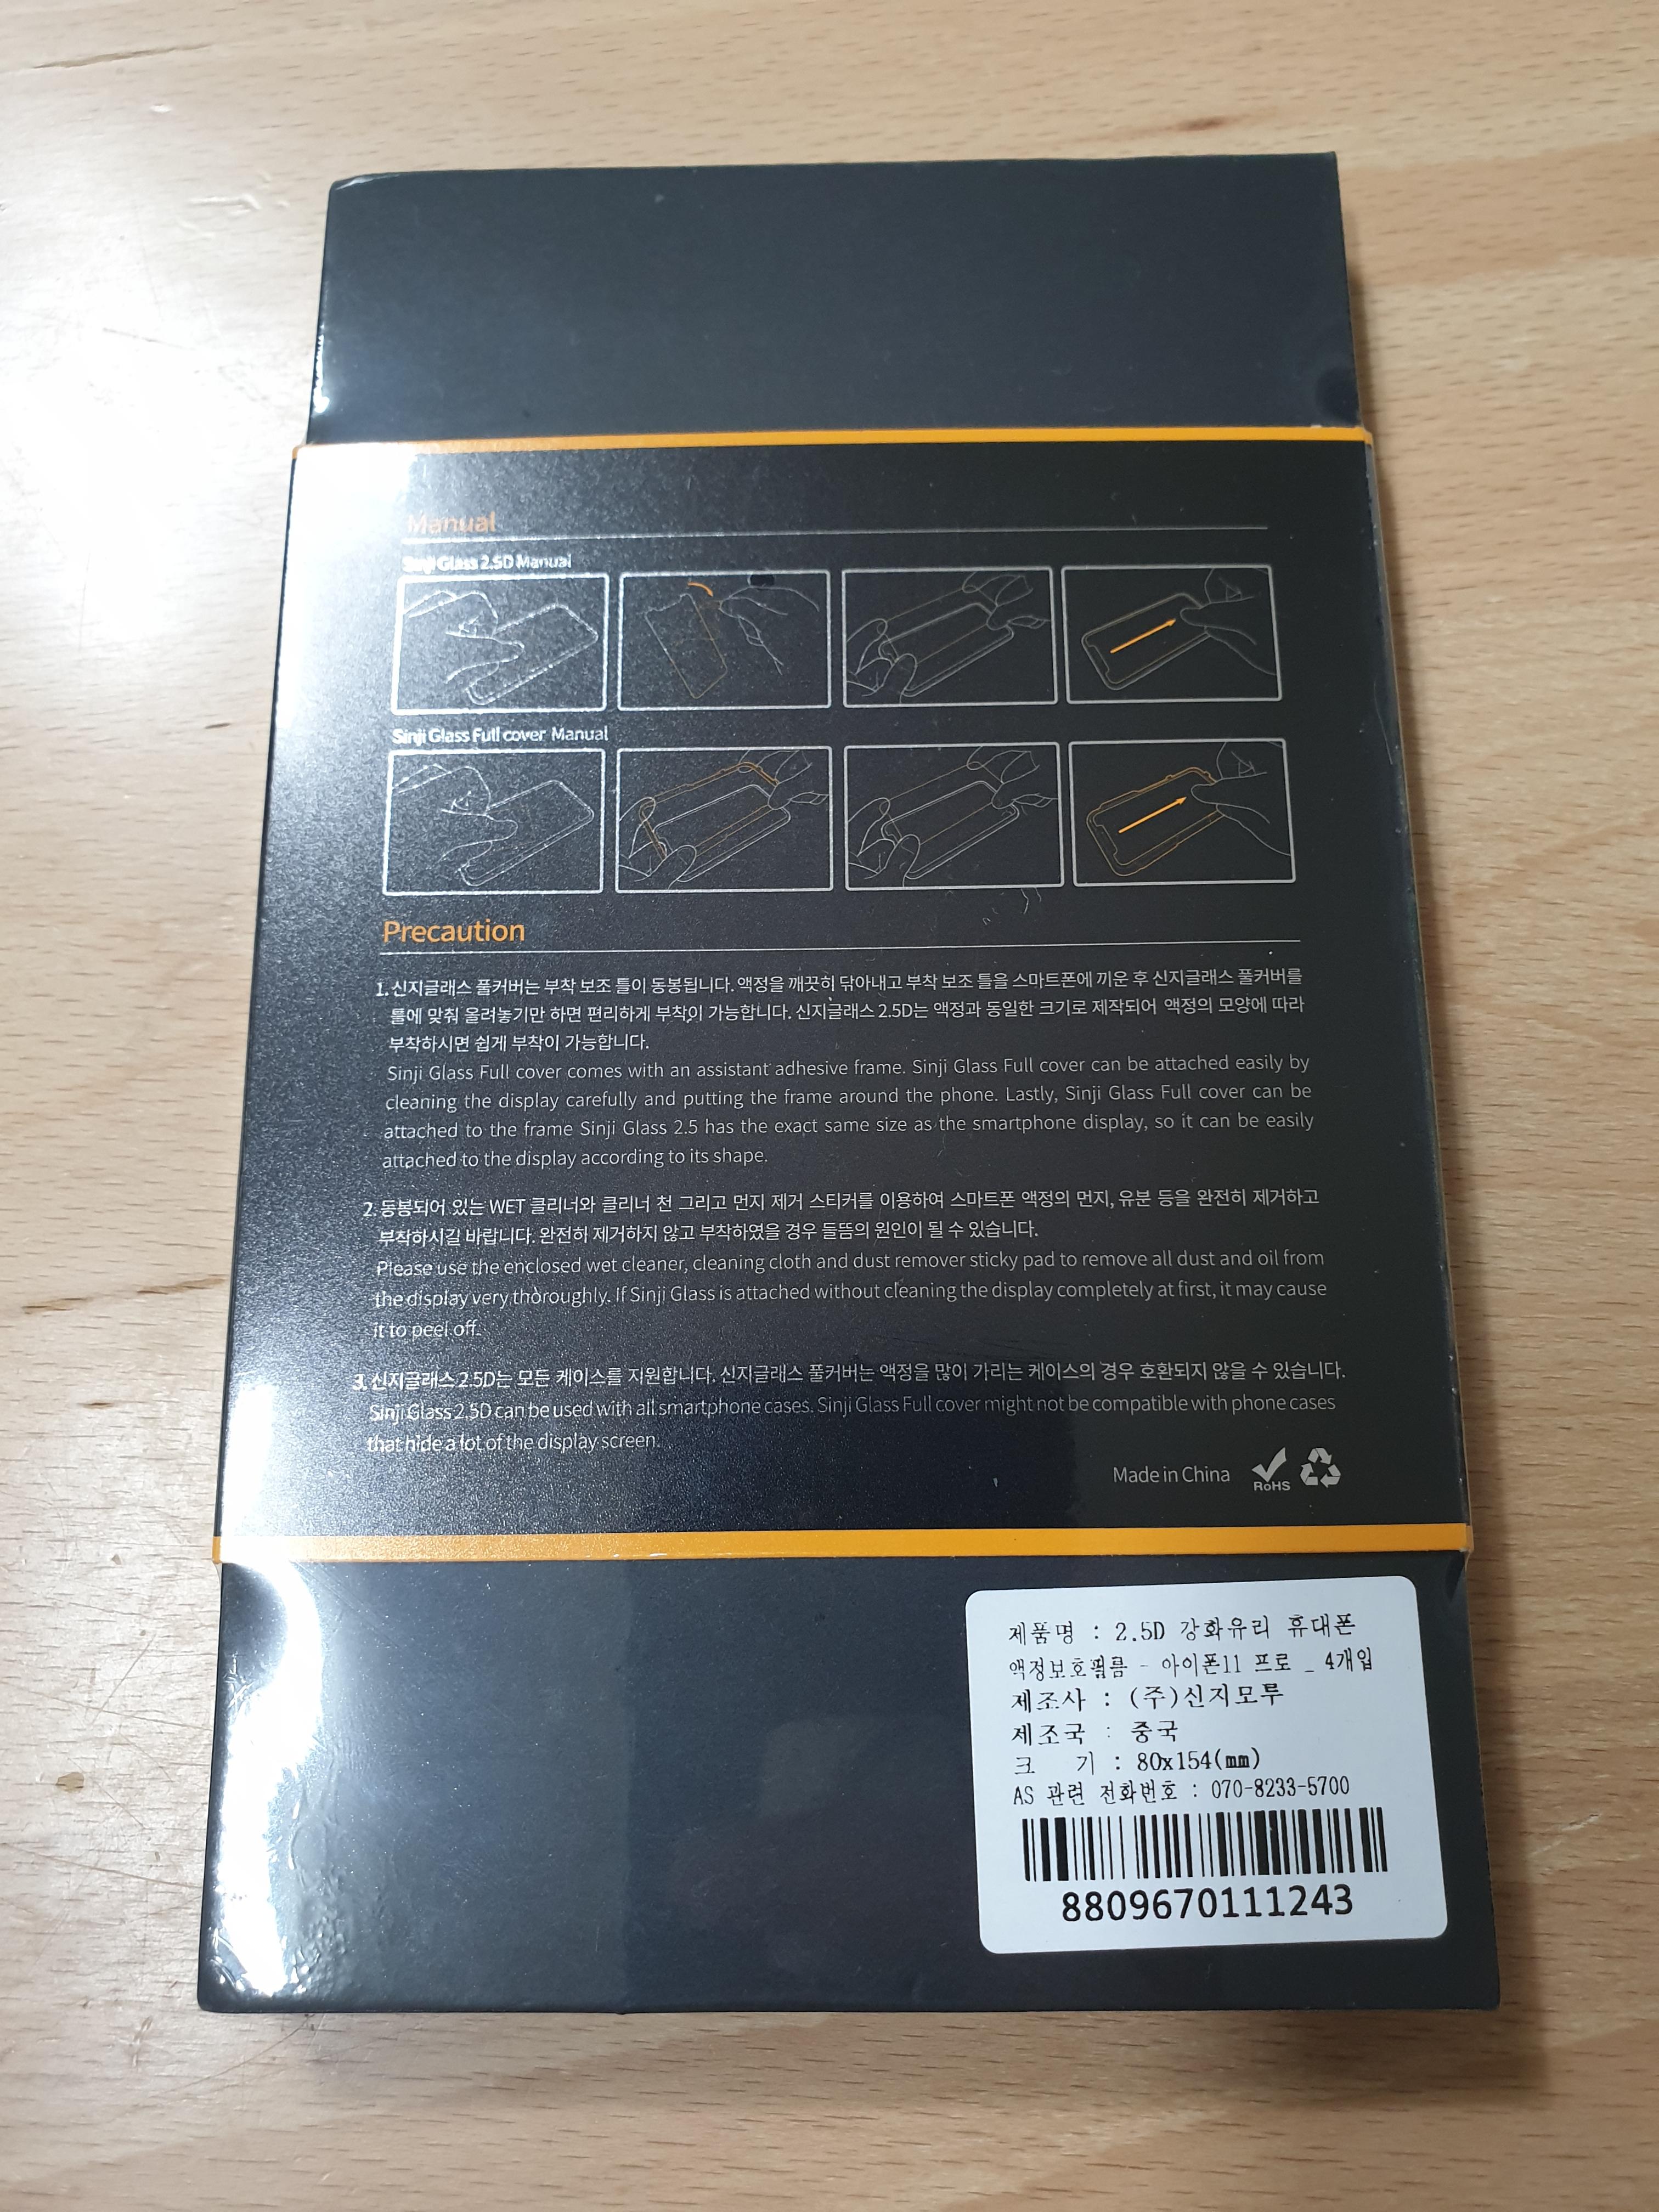 Manual
Sinji Glass 2.5D Manual
Sinji Glass Full cover Manual
Precaution
1. 신지글래스 풀커버는 부착 보조 틀이 동봉됩니다. 액정을 깨끗히 닦아내고 부착 보조 틀을 스마트폰에 끼운 후 신지글래스 풀커버를
틀에 맞춰 올려놓기만 하면 편리하게 부착이 가능합니다. 신지글래스 2.5D는 액정과 동일한 크기로 제작되어 액정의 모양에 따라
부착하시면 쉽게 부착이 가능합니다.
Sinji Glass Full cover comes with an assistant adhesive frame. Sinji Glass Full cover can be attached easily by
cleaning the display carefully and putting the frame around the phone. Lastly, Sinji Glass Full cover can be
attached to the frame Sinji Glass 2.5 has the exact same size as the smartphone display, so it can be easily
attached to the display according to its shape.
2. 동봉되어 있는 WET 클리너와 클리너 천 그리고 먼지 제거 스티커를 이용하여 스마트폰 액정의 먼지, 유분 등을 완전히 제거하고
부착하시길 바랍니다. 완전히 제거하지 않고 부착하였을 경우 들뜸의 원인이 될 수 있습니다.
Please use the enclosed wet cleaner, cleaning cloth and dust remover sticky pad to remove all dust and oil from
the display very thoroughly. If Sinji Glass is attached without cleaning the display completely at first, it may cause
it to peel off.
3. 신지글래스 2.5D는 모든 케이스를 지원합니다. 신지글래스 풀커버는 액정을 많이 가리는 케이스의 경우 호환되지 않을 수 있습니다.
Sinji Glass 2.5D can be used with all smartphone cases. Sinji Glass Full cover might not be compatible with phone cases
that hide a lot of the display screen.
Made in China
RoHS
제품명 : 2.5D 강화유리 휴대폰
액정보호필름 - 아이폰11 프로 _ 4개입
제조사 : (주)신지모루
제조국 : 중국
크 기 : 80x154(mm)
AS 관련 전화번호 : 070-8233-5700
8809670111243